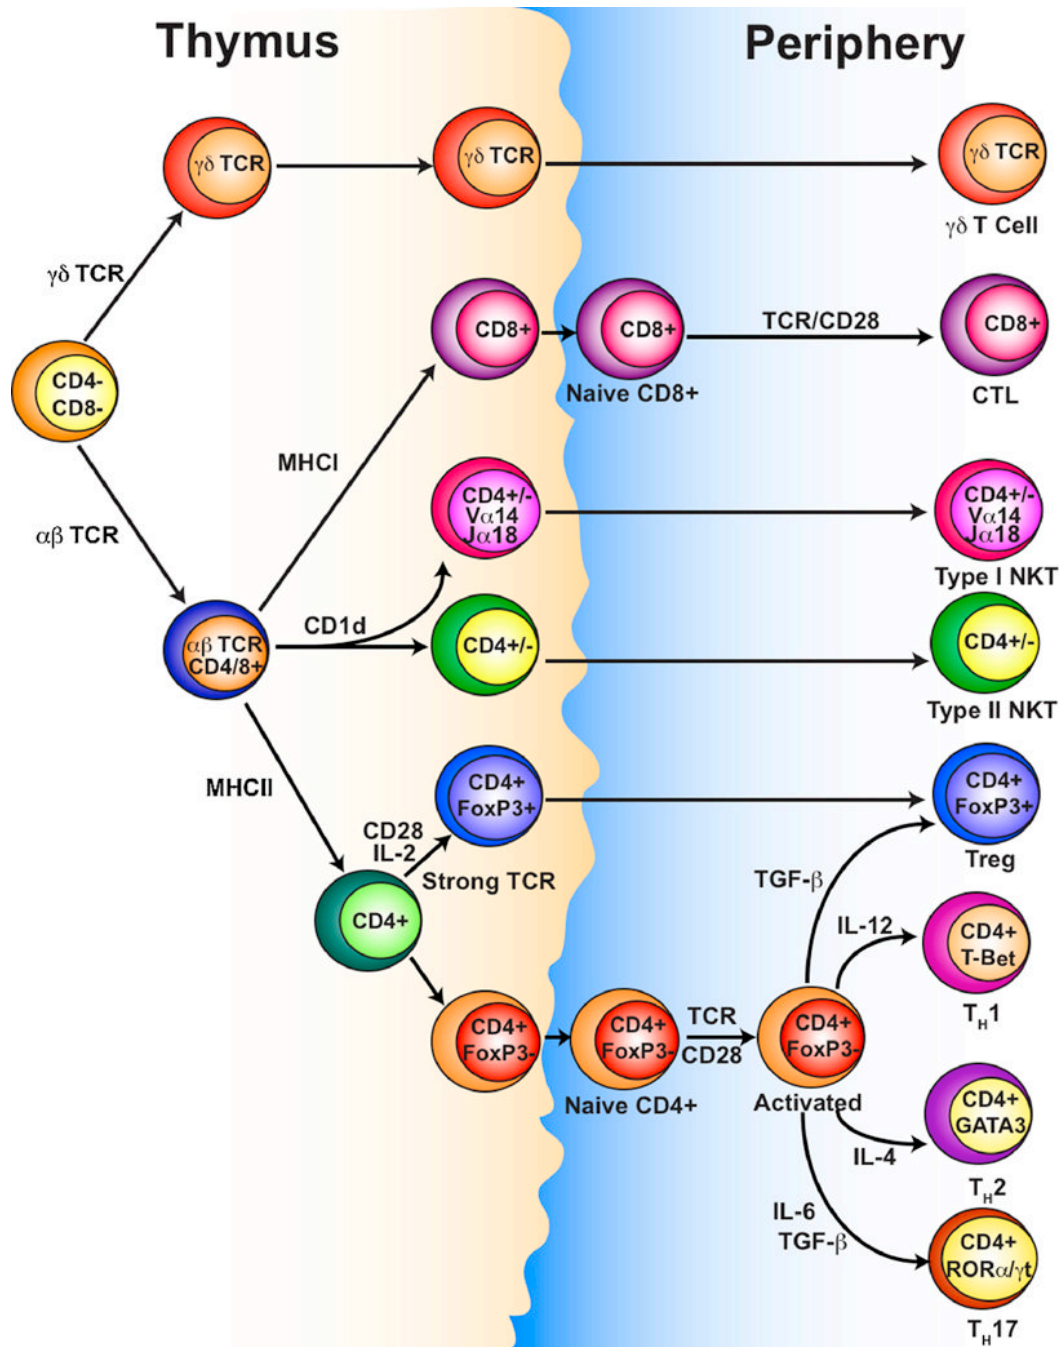 Thymus
Periphery
γδ TCR
γδ TCR
γδ TCR
γδ T Cell
γδ TCR
CD4-
CD8-
CD8+
CD8+
Naive CD8+
TCR/CD28
CD8+
CTL
MHCI
αβ TCR
CD4+/-
Vα14
Jα18
CD4+/-
Vα14
Jα18
Type I NKT
αβ TCR
CD4/8+
CD1d
CD4+/-
CD4+/-
Type II NKT
MHCII
CD4+
FoxP3+
CD4+
FoxP3+
Treg
CD28
IL-2
Strong TCR
CD4+
TGF-β
IL-12
CD4+
T-Bet
TH1
CD4+
FoxP3-
CD4+
FoxP3-
Naive CD4+
TCR
CD28
CD4+
FoxP3-
Activated
IL-4
CD4+
GATA3
TH2
IL-6
TGF-β
CD4+
RORα/γt
TH17